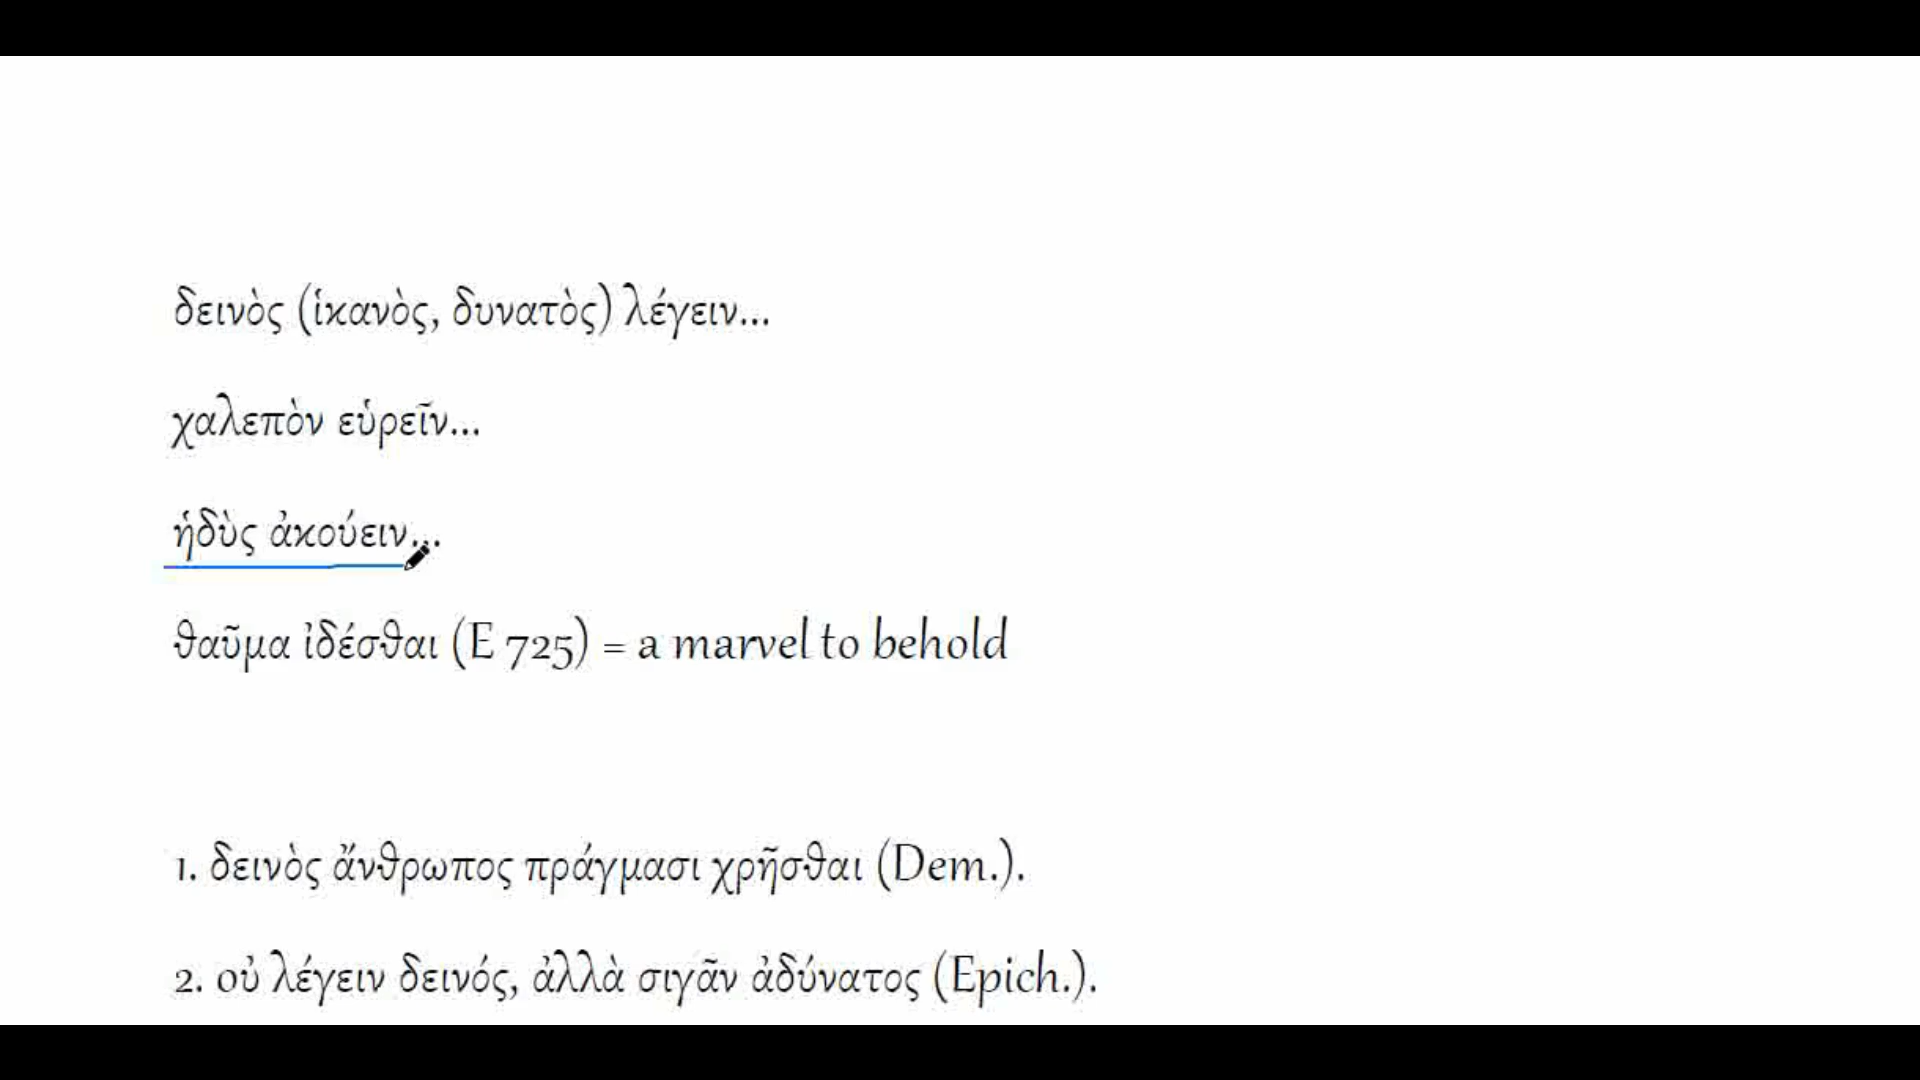 δεινὸς (ἱκανὸς, δυνατὸς) λέγειν...
χαλεπὸν εὑρεῖν...
ἡδὺς ἀκούειν...
θαῦμα ἰδέσθαι (E 725) = a marvel to behold
1. δεινὸς ἄνθρωπος πράγμασι χρῆσθαι (Dem.).
2. οὐ λέγειν δεινός, ἀλλὰ σιγᾶν ἀδύνατος (Epich.).